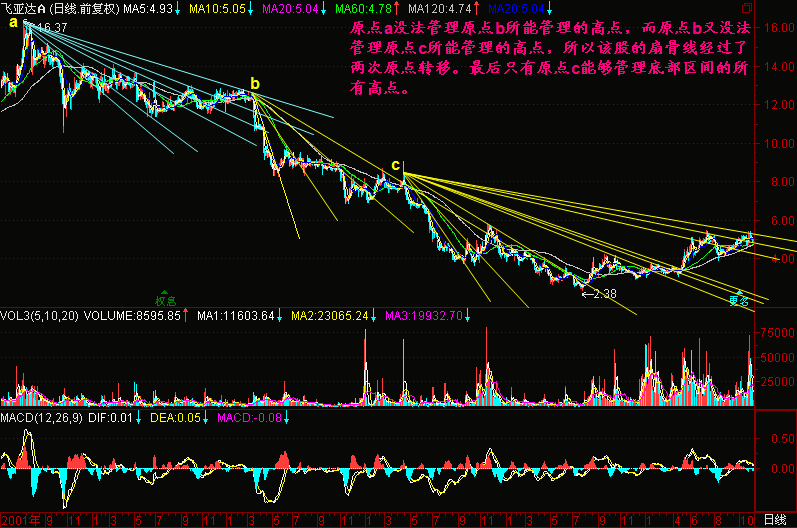 飞亚达A (日线.前复权) MA5:4.93↓ MA10:5.05↓ MA20:5.04↓ MA60:4.78↑ MA120:4.74↑ MA20:5.04↓
a
16.37
原点a没法管理原点b所能管理的高点，而原点b又没法
管理原点c所能管理的高点，所以该股的扇骨线经过了
两次原点转移。最后只有原点c能够管理底部区间的所
有高点。
16.00
14.00
b
12.00
10.00
c
8.00
6.00
4.00
←2.38
权息
更名
VOL3(5,10,20) VOLUME:8595.85↑ MA1:11603.64↓ MA2:23065.24↓ MA3:19932.70↓
75000
50000
25000
MACD(12,26,9) DIF:0.01↓ DEA:0.05↓ MACD:-0.08↓
0.50
0.00
2001年 9 11 1 3 5 7 9 11 1 3 5 7 9 11 1 3 5 7 9 11 1 3 5 7 9 11 1 3 4 6 8 10 日线